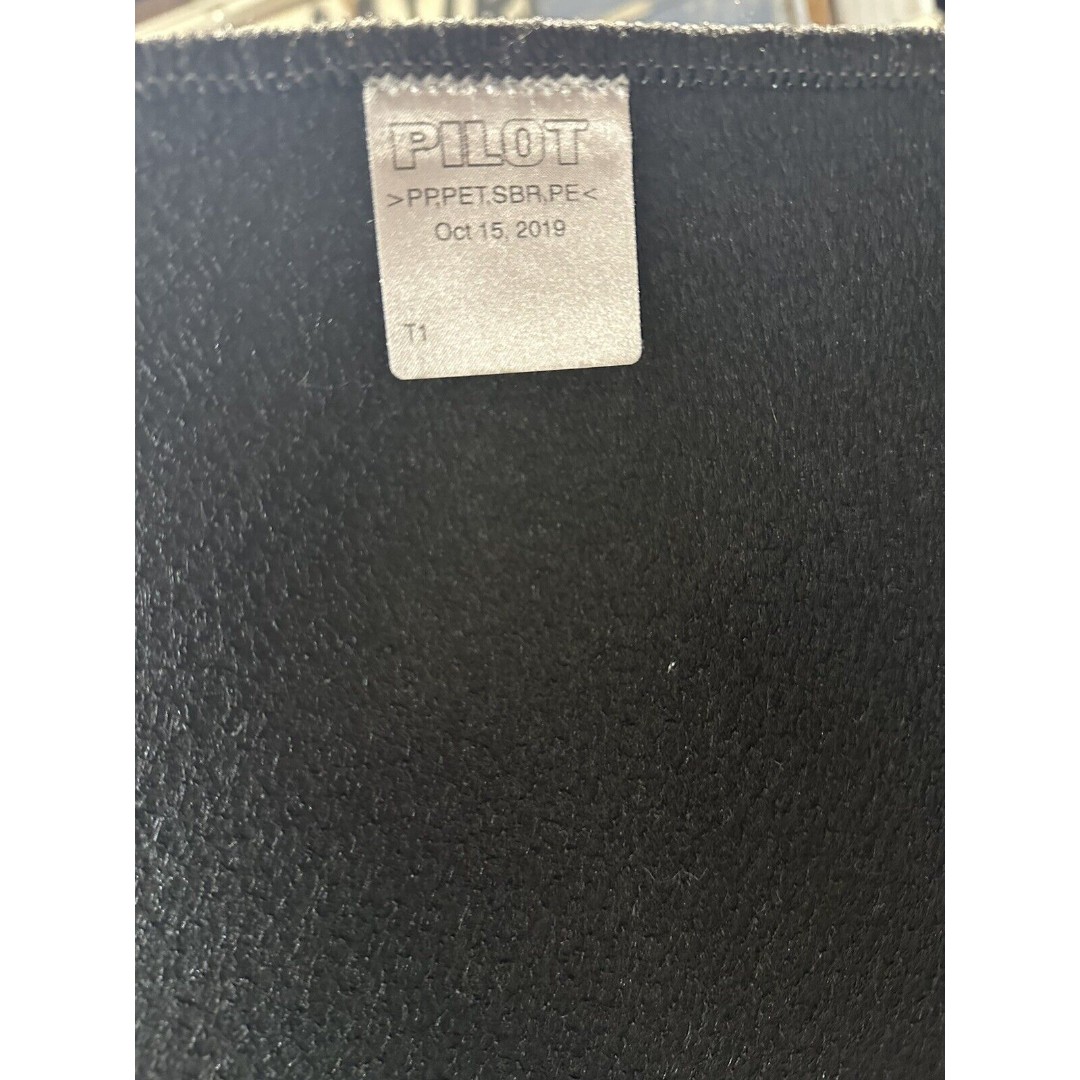 PILOT
>PP,PET,SBR,PE<
Oct 15, 2019
T1